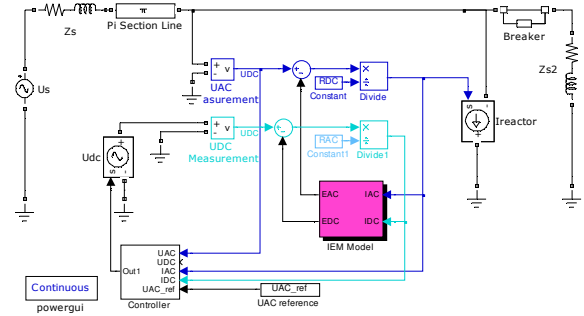 Zs
Pi Section Line
π
Breaker
Zs2
Us
+
v
-
UAC
asurement
UDC
+
-
RDC
Constant
×
÷
Divide
s
-
Ireactor
Udc
+
s
-
+
v
-
UDC
Measurement
UDC
+
-
RAC
Constant1
×
÷
Divide1
EAC
IAC
EDC
IDC
IEM Model
Out1
UAC
UDC
IAC
IDC
UAC_ref
Controller
UAC_ref
UAC reference
Continuous
powergui